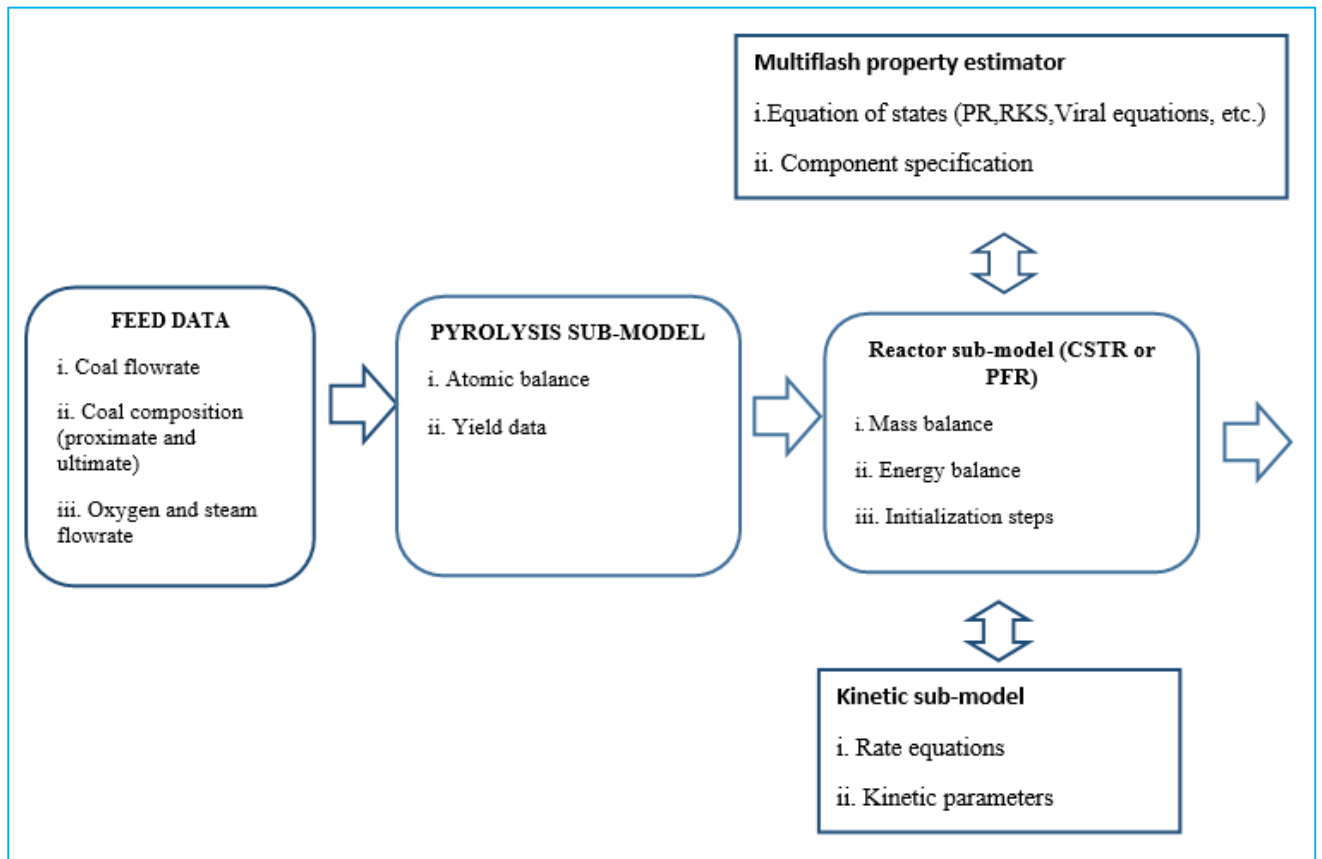 Multiflash property estimator
i.Equation of states (PR,RKS,Viral equations, etc.)
ii. Component specification
FEED DATA
i. Coal flowrate
ii. Coal composition
(proximate and
ultimate)
iii. Oxygen and steam
flowrate
PYROLYSIS SUB-MODEL
i. Atomic balance
ii. Yield data
Reactor sub-model (CSTR or
PFR)
i. Mass balance
ii. Energy balance
iii. Initialization steps
Kinetic sub-model
i. Rate equations
ii. Kinetic parameters